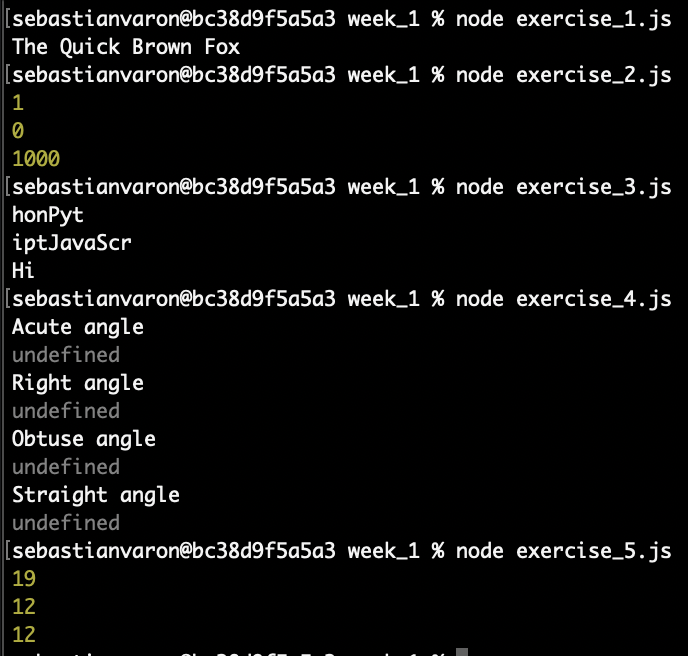 [sebastianvaron@bc38d9f5a5a3 week_1 % node exercise_1.js
The Quick Brown Fox
[sebastianvaron@bc38d9f5a5a3 week_1 % node exercise_2.js
1
0
1000
[sebastianvaron@bc38d9f5a5a3 week_1 % node exercise_3.js
honPyt
iptJavaScr
Hi
[sebastianvaron@bc38d9f5a5a3 week_1 % node exercise_4.js
Acute angle
undefined
Right angle
undefined
Obtuse angle
undefined
Straight angle
undefined
[sebastianvaron@bc38d9f5a5a3 week_1 % node exercise_5.js
19
12
12